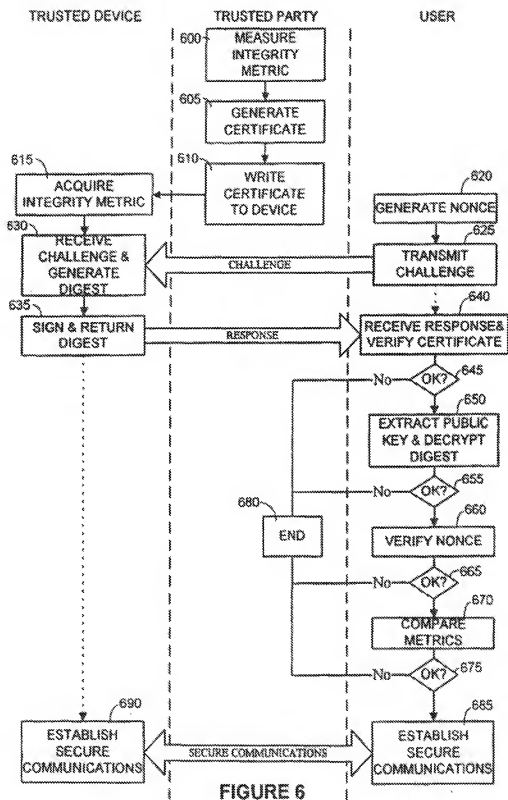 TRUSTED DEVICE
TRUSTED PARTY
USER
600
MEASURE
INTEGRITY
METRIC
605
GENERATE
CERTIFICATE
610
WRITE
CERTIFICATE
TO DEVICE
615
ACQUIRE
INTEGRITY METRIC
620
GENERATE NONCE
625
TRANSMIT
CHALLENGE
CHALLENGE
630
RECEIVE
CHALLENGE &
GENERATE
DIGEST
635
SIGN & RETURN
DIGEST
RESPONSE
640
RECEIVE RESPONSE&
VERIFY CERTIFICATE
No
OK?
645
650
EXTRACT PUBLIC
KEY & DECRYPT
DIGEST
No
OK?
655
660
VERIFY NONCE
680
END
No
OK?
665
670
COMPARE
METRICS
No
OK?
675
690
ESTABLISH
SECURE
COMMUNICATIONS
SECURE COMMUNICATIONS
685
ESTABLISH
SECURE
COMMUNICATIONS
FIGURE 6